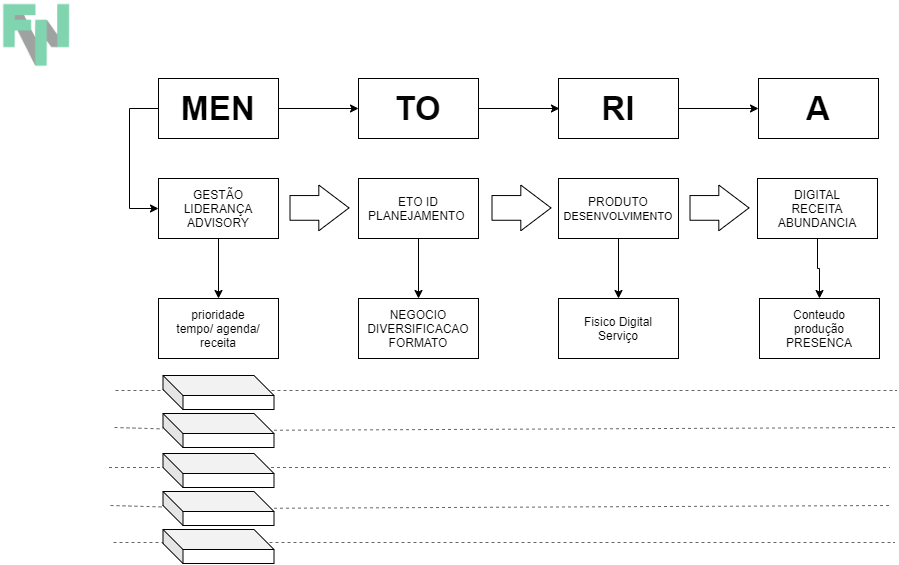 FN
MEN
TO
RI
A
GESTÃO
LIDERANÇA
ADVISORY
ETO ID
PLANEJAMENTO
PRODUTO
DESENVOLVIMENTO
DIGITAL
RECEITA
ABUNDANCIA
prioridade
tempo/ agenda/
receita
NEGOCIO
DIVERSIFICACAO
FORMATO
Fisico Digital
Serviço
Conteudo
produção
PRESENCA